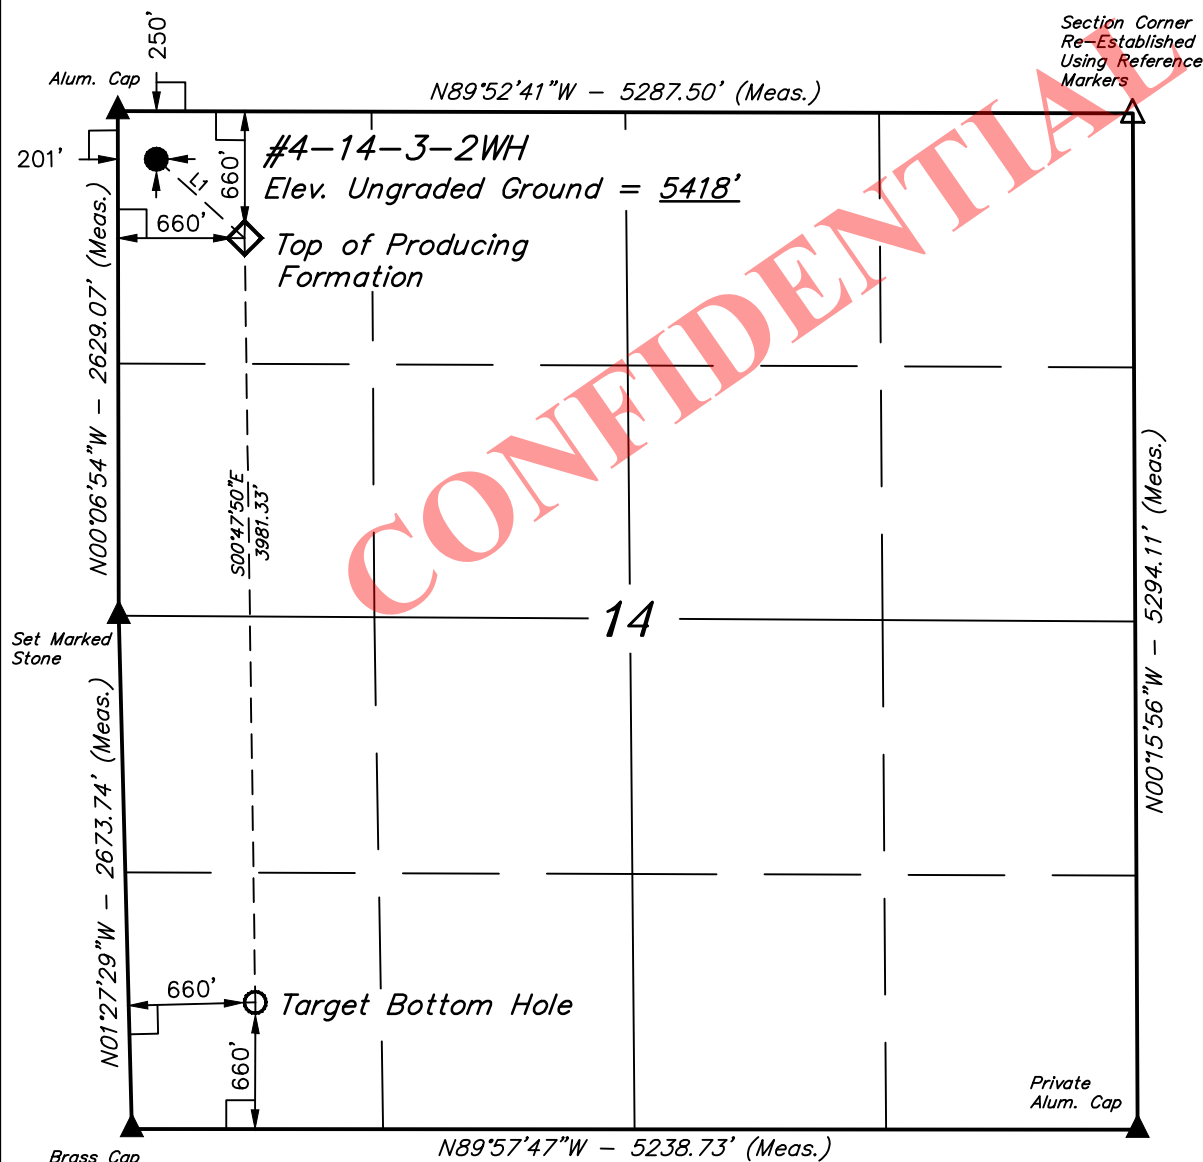 250'
Section Corner
Re-Established
Using Reference
Markers
Alum. Cap
N89°52'41"W - 5287.50' (Meas.)
201'
660'
#4-14-3-2WH
L1
Elev. Ungraded Ground = 5418'
660'
Top of Producing
Formation
N00°06'54"W - 2629.07' (Meas.)
CONFIDENTIAL
S00°47'50"E
3981.33'
N00°15'56"W - 5294.11' (Meas.)
14
Set Marked
Stone
N01°27'29"W - 2673.74' (Meas.)
660'
Target Bottom Hole
660'
Private
Alum. Cap
N89°57'47"W - 5238.73' (Meas.)
Brass Cap